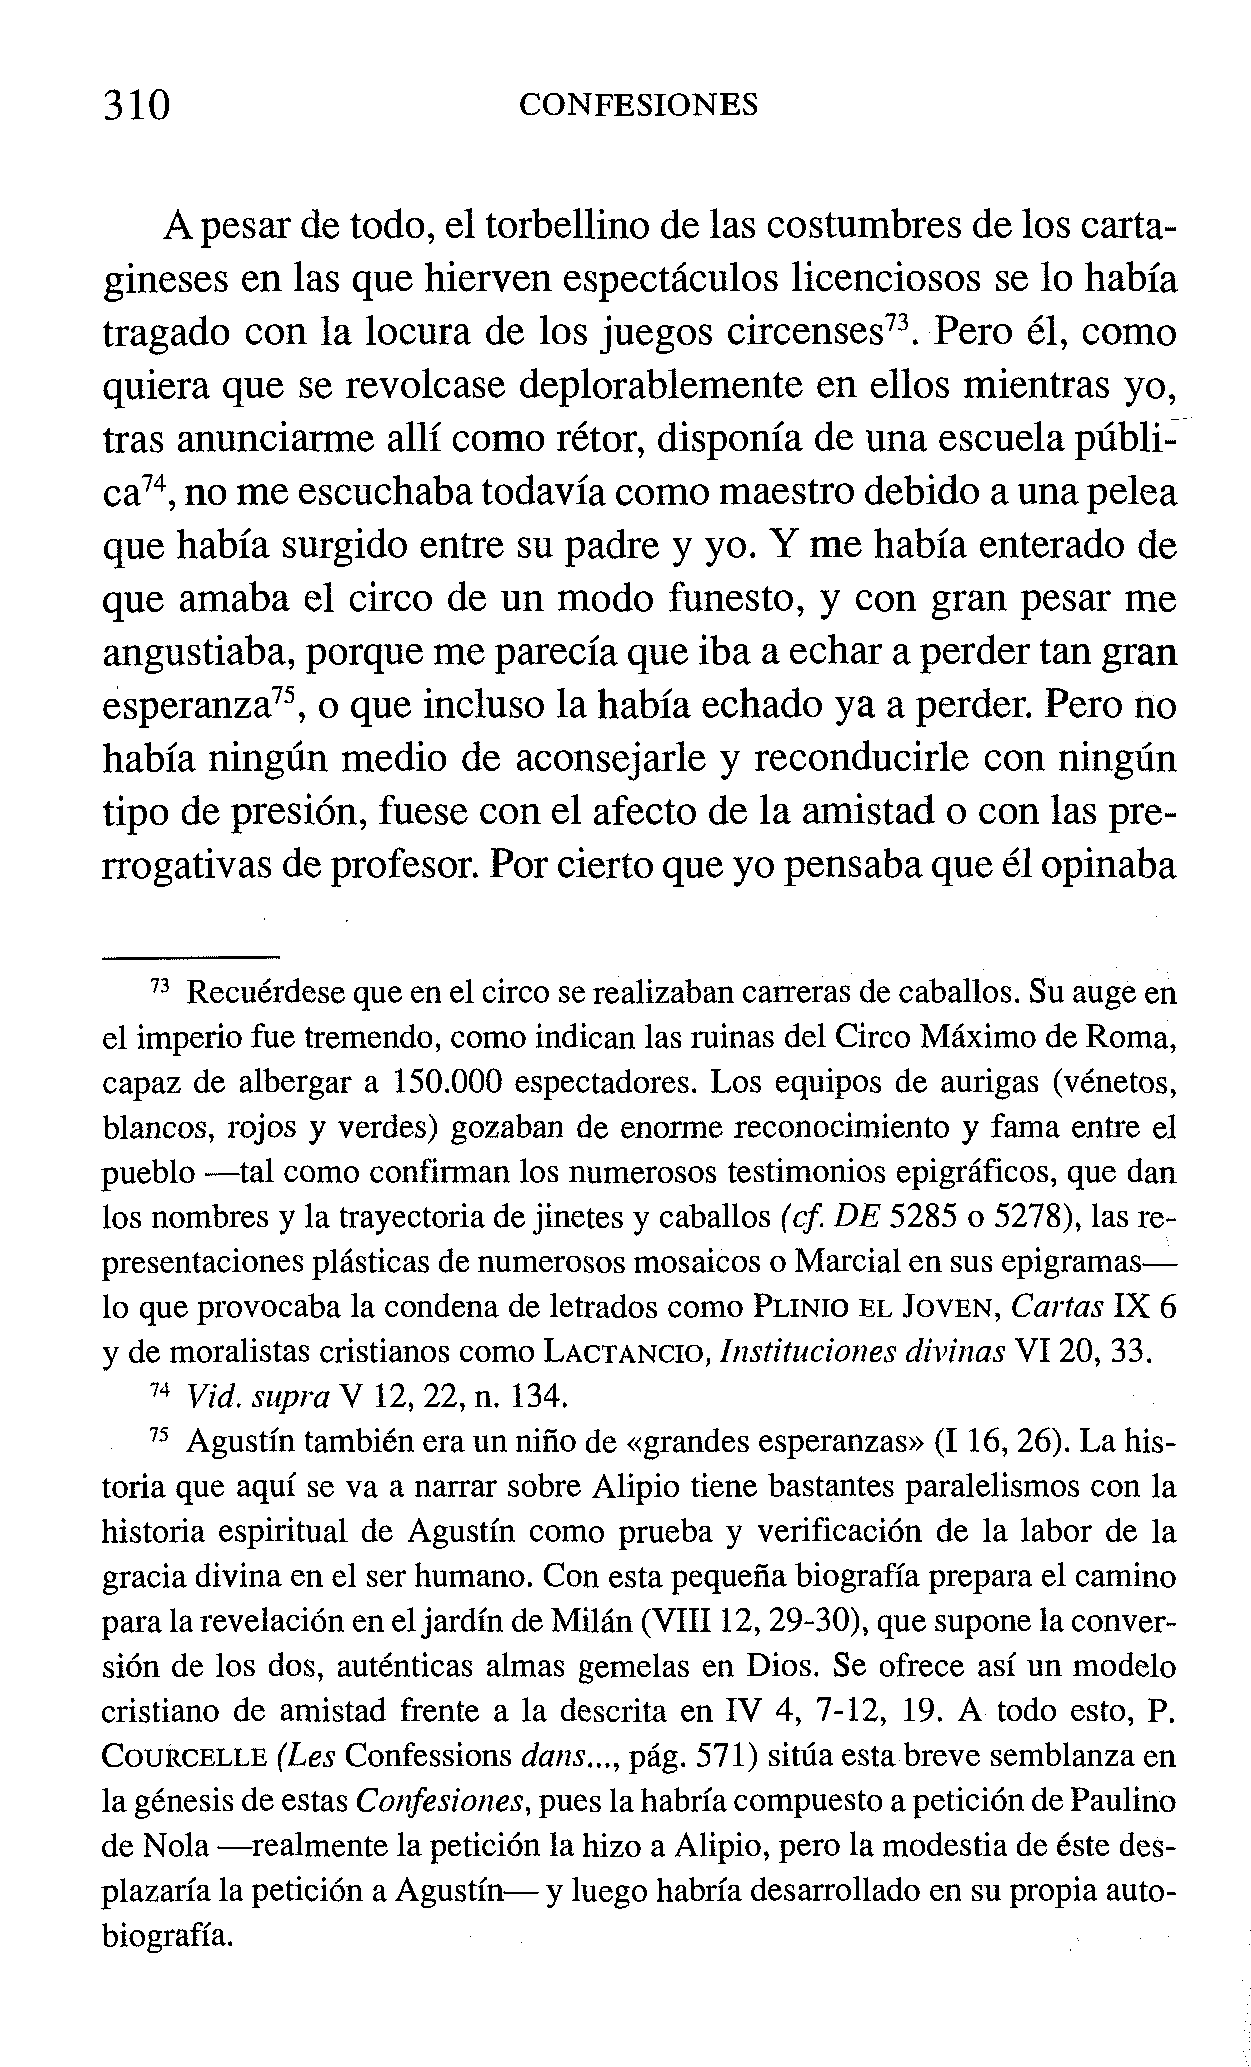 310 CONFESIONES
A pesar de todo, el torbellino de las costumbres de los carta-
gineses en las que hierven espectáculos licenciosos se lo había
tragado con la locura de los juegos circenses⁷³. Pero él, como
quiera que se revolcase deplorablemente en ellos mientras yo,
tras anunciarme allí como rétor, disponía de una escuela públi-
ca⁷⁴, no me escuchaba todavía como maestro debido a una pelea
que había surgido entre su padre y yo. Y me había enterado de
que amaba el circo de un modo funesto, y con gran pesar me
angustiaba, porque me parecía que iba a echar a perder tan gran
esperanza⁷⁵, o que incluso la había echado ya a perder. Pero no
había ningún medio de aconsejarle y reconducirle con ningún
tipo de presión, fuese con el afecto de la amistad o con las pre-
rrogativas de profesor. Por cierto que yo pensaba que él opinaba
⁷³ Recuérdese que en el circo se realizaban carreras de caballos. Su auge en
el imperio fue tremendo, como indican las ruinas del Circo Máximo de Roma,
capaz de albergar a 150.000 espectadores. Los equipos de aurigas (vénetos,
blancos, rojos y verdes) gozaban de enorme reconocimiento y fama entre el
pueblo —tal como confirman los numerosos testimonios epigráficos, que dan
los nombres y la trayectoria de jinetes y caballos (cf. DE 5285 o 5278), las re-
presentaciones plásticas de numerosos mosaicos o Marcial en sus epigramas—
lo que provocaba la condena de letrados como PLINIO EL JOVEN, Cartas IX 6
y de moralistas cristianos como LACTANCIO, Instituciones divinas VI 20, 33.
⁷⁴ Vid. supra V 12, 22, n. 134.
⁷⁵ Agustín también era un niño de «grandes esperanzas» (I 16, 26). La his-
toria que aquí se va a narrar sobre Alipio tiene bastantes paralelismos con la
historia espiritual de Agustín como prueba y verificación de la labor de la
gracia divina en el ser humano. Con esta pequeña biografía prepara el camino
para la revelación en el jardín de Milán (VIII 12, 29-30), que supone la conver-
sión de los dos, auténticas almas gemelas en Dios. Se ofrece así un modelo
cristiano de amistad frente a la descrita en IV 4, 7-12, 19. A todo esto, P.
COURCELLE (Les Confessions dans..., pág. 571) sitúa esta breve semblanza en
la génesis de estas Confesiones, pues la habría compuesto a petición de Paulino
de Nola —realmente la petición la hizo a Alipio, pero la modestia de éste des-
plazaría la petición a Agustín— y luego habría desarrollado en su propia auto-
biografía.